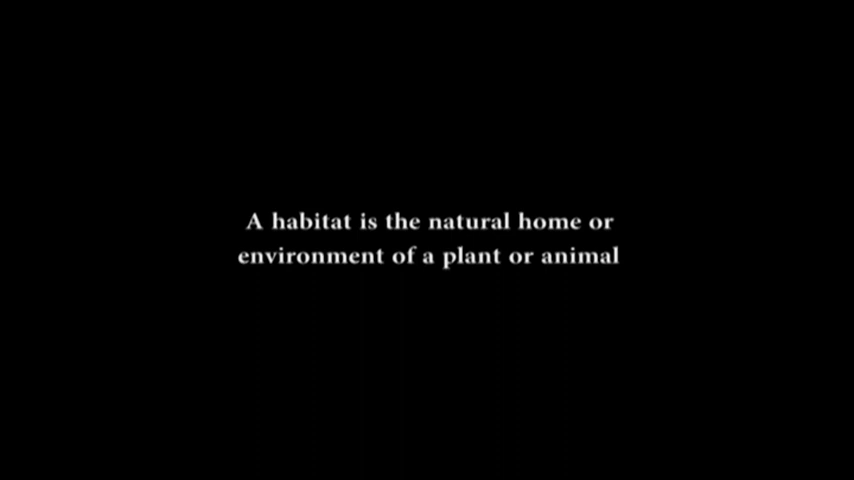 A habitat is the natural home or
environment of a plant or animal